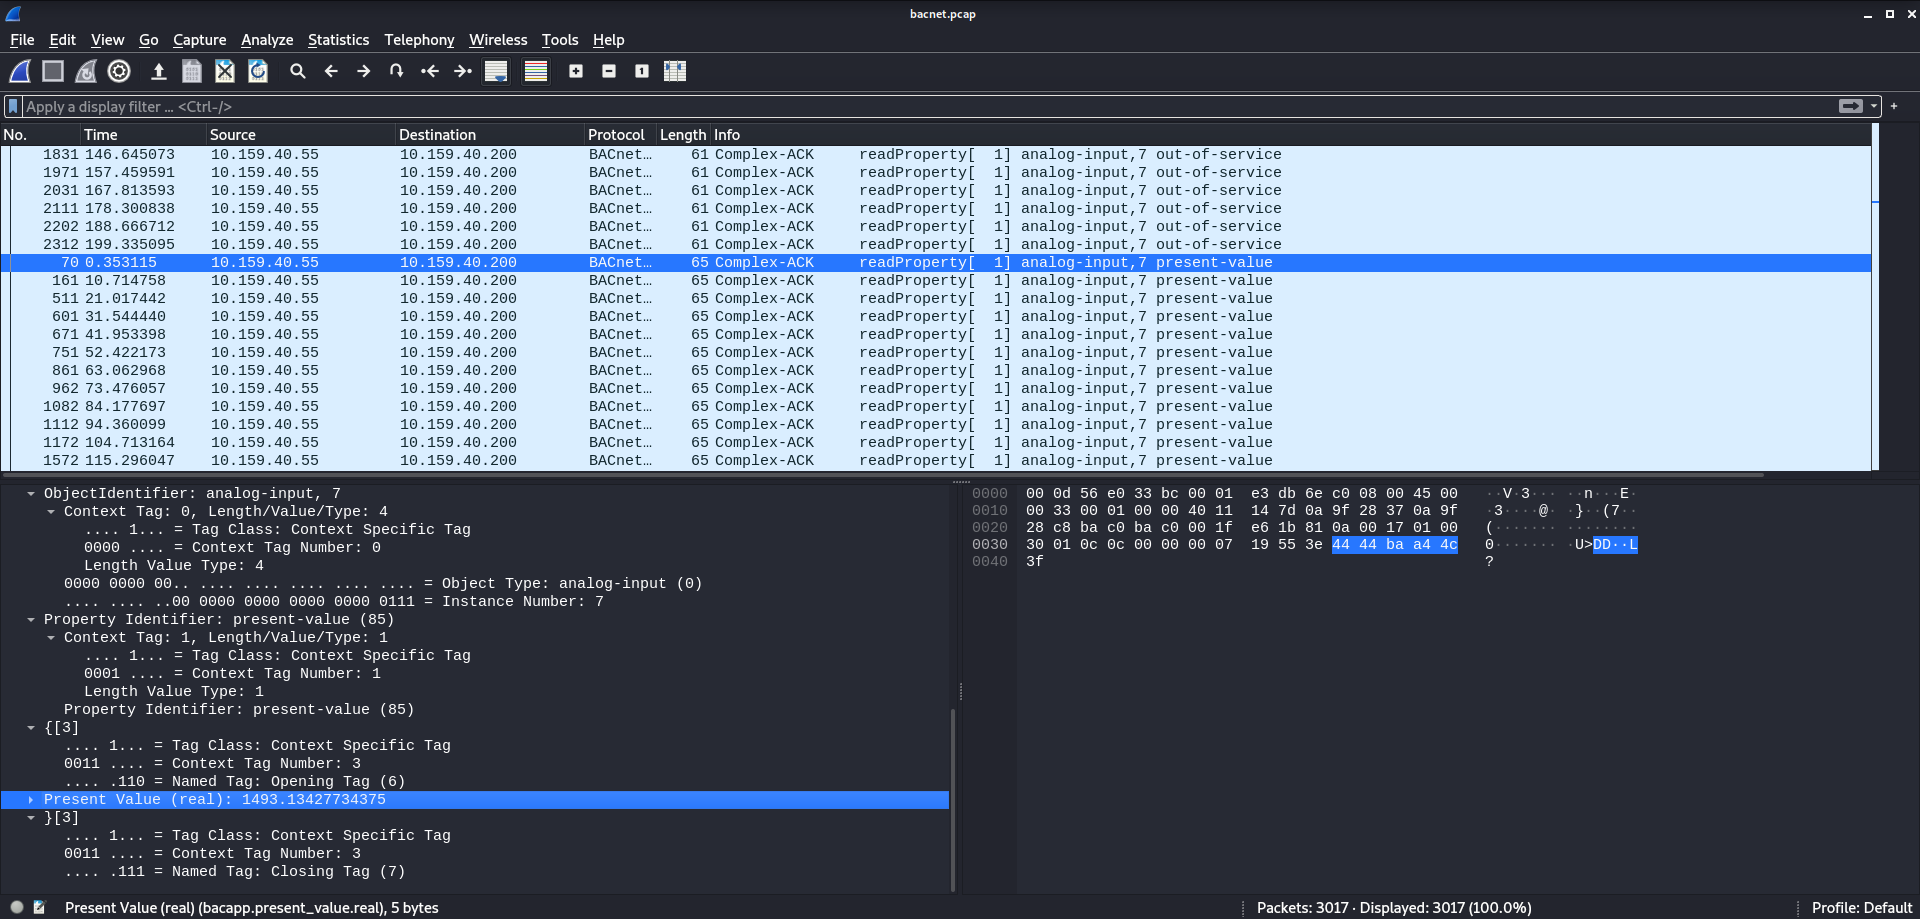 bacnet.pcap
File Edit View Go Capture Analyze Statistics Telephony Wireless Tools Help
Apply a display filter ... <Ctrl-/>
No. Time Source Destination Protocol Length Info
1831 146.645073 10.159.40.55 10.159.40.200 BACnet… 61 Complex-ACK readProperty[ 1] analog-input,7 out-of-service
1971 157.459591 10.159.40.55 10.159.40.200 BACnet… 61 Complex-ACK readProperty[ 1] analog-input,7 out-of-service
2031 167.813593 10.159.40.55 10.159.40.200 BACnet… 61 Complex-ACK readProperty[ 1] analog-input,7 out-of-service
2111 178.300838 10.159.40.55 10.159.40.200 BACnet… 61 Complex-ACK readProperty[ 1] analog-input,7 out-of-service
2202 188.666712 10.159.40.55 10.159.40.200 BACnet… 61 Complex-ACK readProperty[ 1] analog-input,7 out-of-service
2312 199.335095 10.159.40.55 10.159.40.200 BACnet… 61 Complex-ACK readProperty[ 1] analog-input,7 out-of-service
70 0.353115 10.159.40.55 10.159.40.200 BACnet… 65 Complex-ACK readProperty[ 1] analog-input,7 present-value
161 10.714758 10.159.40.55 10.159.40.200 BACnet… 65 Complex-ACK readProperty[ 1] analog-input,7 present-value
511 21.017442 10.159.40.55 10.159.40.200 BACnet… 65 Complex-ACK readProperty[ 1] analog-input,7 present-value
601 31.544440 10.159.40.55 10.159.40.200 BACnet… 65 Complex-ACK readProperty[ 1] analog-input,7 present-value
671 41.953398 10.159.40.55 10.159.40.200 BACnet… 65 Complex-ACK readProperty[ 1] analog-input,7 present-value
751 52.422173 10.159.40.55 10.159.40.200 BACnet… 65 Complex-ACK readProperty[ 1] analog-input,7 present-value
861 63.062968 10.159.40.55 10.159.40.200 BACnet… 65 Complex-ACK readProperty[ 1] analog-input,7 present-value
962 73.476057 10.159.40.55 10.159.40.200 BACnet… 65 Complex-ACK readProperty[ 1] analog-input,7 present-value
1082 84.177697 10.159.40.55 10.159.40.200 BACnet… 65 Complex-ACK readProperty[ 1] analog-input,7 present-value
1112 94.360099 10.159.40.55 10.159.40.200 BACnet… 65 Complex-ACK readProperty[ 1] analog-input,7 present-value
1172 104.713164 10.159.40.55 10.159.40.200 BACnet… 65 Complex-ACK readProperty[ 1] analog-input,7 present-value
1572 115.296047 10.159.40.55 10.159.40.200 BACnet… 65 Complex-ACK readProperty[ 1] analog-input,7 present-value
ObjectIdentifier: analog-input, 7
Context Tag: 0, Length/Value/Type: 4
.... 1... = Tag Class: Context Specific Tag
0000 .... = Context Tag Number: 0
Length Value Type: 4
0000 0000 00.. .... .... .... .... .... = Object Type: analog-input (0)
.... .... ..00 0000 0000 0000 0000 0111 = Instance Number: 7
Property Identifier: present-value (85)
Context Tag: 1, Length/Value/Type: 1
.... 1... = Tag Class: Context Specific Tag
0001 .... = Context Tag Number: 1
Length Value Type: 1
Property Identifier: present-value (85)
{[3]
.... 1... = Tag Class: Context Specific Tag
0011 .... = Context Tag Number: 3
.... .110 = Named Tag: Opening Tag (6)
Present Value (real): 1493.13427734375
}[3]
.... 1... = Tag Class: Context Specific Tag
0011 .... = Context Tag Number: 3
.... .111 = Named Tag: Closing Tag (7)
0000 00 0d 56 e0 33 bc 00 01 e3 db 6e c0 08 00 45 00 ··V·3··· ··n···E·
0010 00 33 00 01 00 00 40 11 14 7d 0a 9f 28 37 0a 9f ·3····@· ·}··(7··
0020 28 c8 ba c0 ba c0 00 1f e6 1b 81 0a 00 17 01 00 (······· ········
0030 30 01 0c 0c 00 00 00 07 19 55 3e 44 44 ba a4 4c 0······· ·U>DD··L
0040 3f ?
Present Value (real) (bacapp.present_value.real), 5 bytes
Packets: 3017 · Displayed: 3017 (100.0%)
Profile: Default